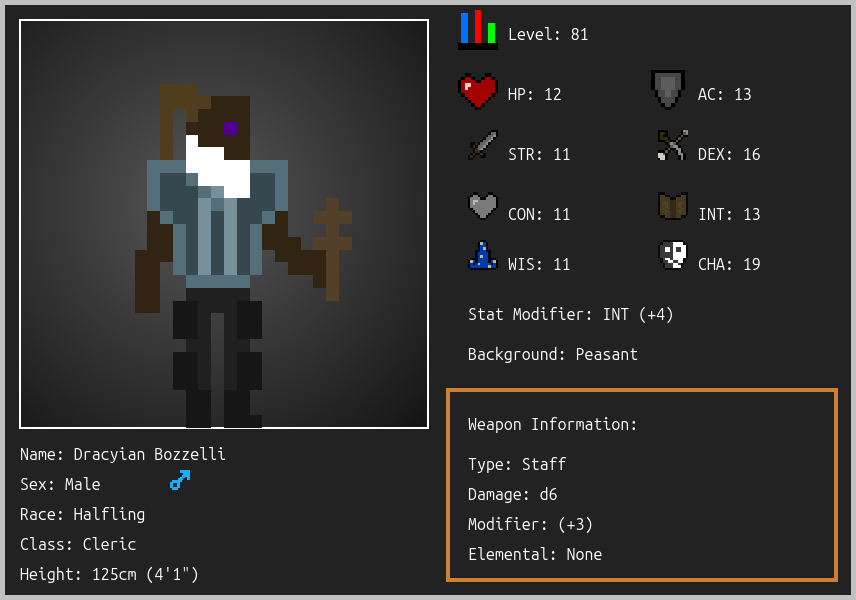 Level: 81
HP: 12
AC: 13
STR: 11
DEX: 16
CON: 11
INT: 13
WIS: 11
CHA: 19
Stat Modifier: INT (+4)
Background: Peasant
Weapon Information:
Type: Staff
Damage: d6
Modifier: (+3)
Elemental: None
Name: Dracyian Bozzelli
Sex: Male
Race: Halfling
Class: Cleric
Height: 125cm (4'1")